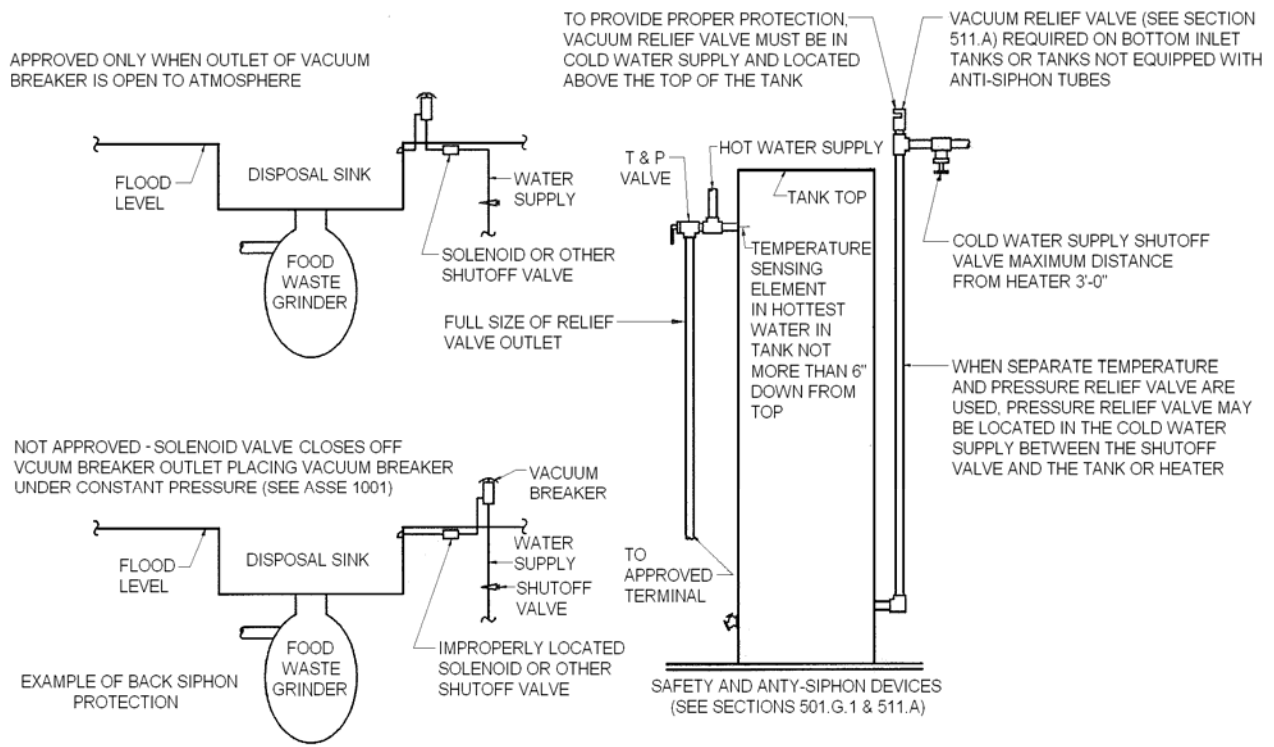 APPROVED ONLY WHEN OUTLET OF VACUUM
BREAKER IS OPEN TO ATMOSPHERE
FLOOD
LEVEL
DISPOSAL SINK
WATER
SUPPLY
FOOD
WASTE
GRINDER
SOLENOID OR OTHER
SHUTOFF VALVE
NOT APPROVED - SOLENOID VALVE CLOSES OFF
VCUUM BREAKER OUTLET PLACING VACUUM BREAKER
UNDER CONSTANT PRESSURE (SEE ASSE 1001)
VACUUM
BREAKER
FLOOD
LEVEL
DISPOSAL SINK
WATER
SUPPLY
SHUTOFF
VALVE
FOOD
WASTE
GRINDER
IMPROPERLY LOCATED
SOLENOID OR OTHER
SHUTOFF VALVE
EXAMPLE OF BACK SIPHON
PROTECTION
TO PROVIDE PROPER PROTECTION,
VACUUM RELIEF VALVE MUST BE IN
COLD WATER SUPPLY AND LOCATED
ABOVE THE TOP OF THE TANK
VACUUM RELIEF VALVE (SEE SECTION
511.A) REQUIRED ON BOTTOM INLET
TANKS OR TANKS NOT EQUIPPED WITH
ANTI-SIPHON TUBES
HOT WATER SUPPLY
T & P
VALVE
TANK TOP
COLD WATER SUPPLY SHUTOFF
VALVE MAXIMUM DISTANCE
FROM HEATER 3'-0"
TEMPERATURE
SENSING
ELEMENT
IN HOTTEST
WATER IN
TANK NOT
MORE THAN 6"
DOWN FROM
TOP
FULL SIZE OF RELIEF
VALVE OUTLET
WHEN SEPARATE TEMPERATURE
AND PRESSURE RELIEF VALVE ARE
USED, PRESSURE RELIEF VALVE MAY
BE LOCATED IN THE COLD WATER
SUPPLY BETWEEN THE SHUTOFF
VALVE AND THE TANK OR HEATER
TO
APPROVED
TERMINAL
SAFETY AND ANTY-SIPHON DEVICES
(SEE SECTIONS 501.G.1 & 511.A)